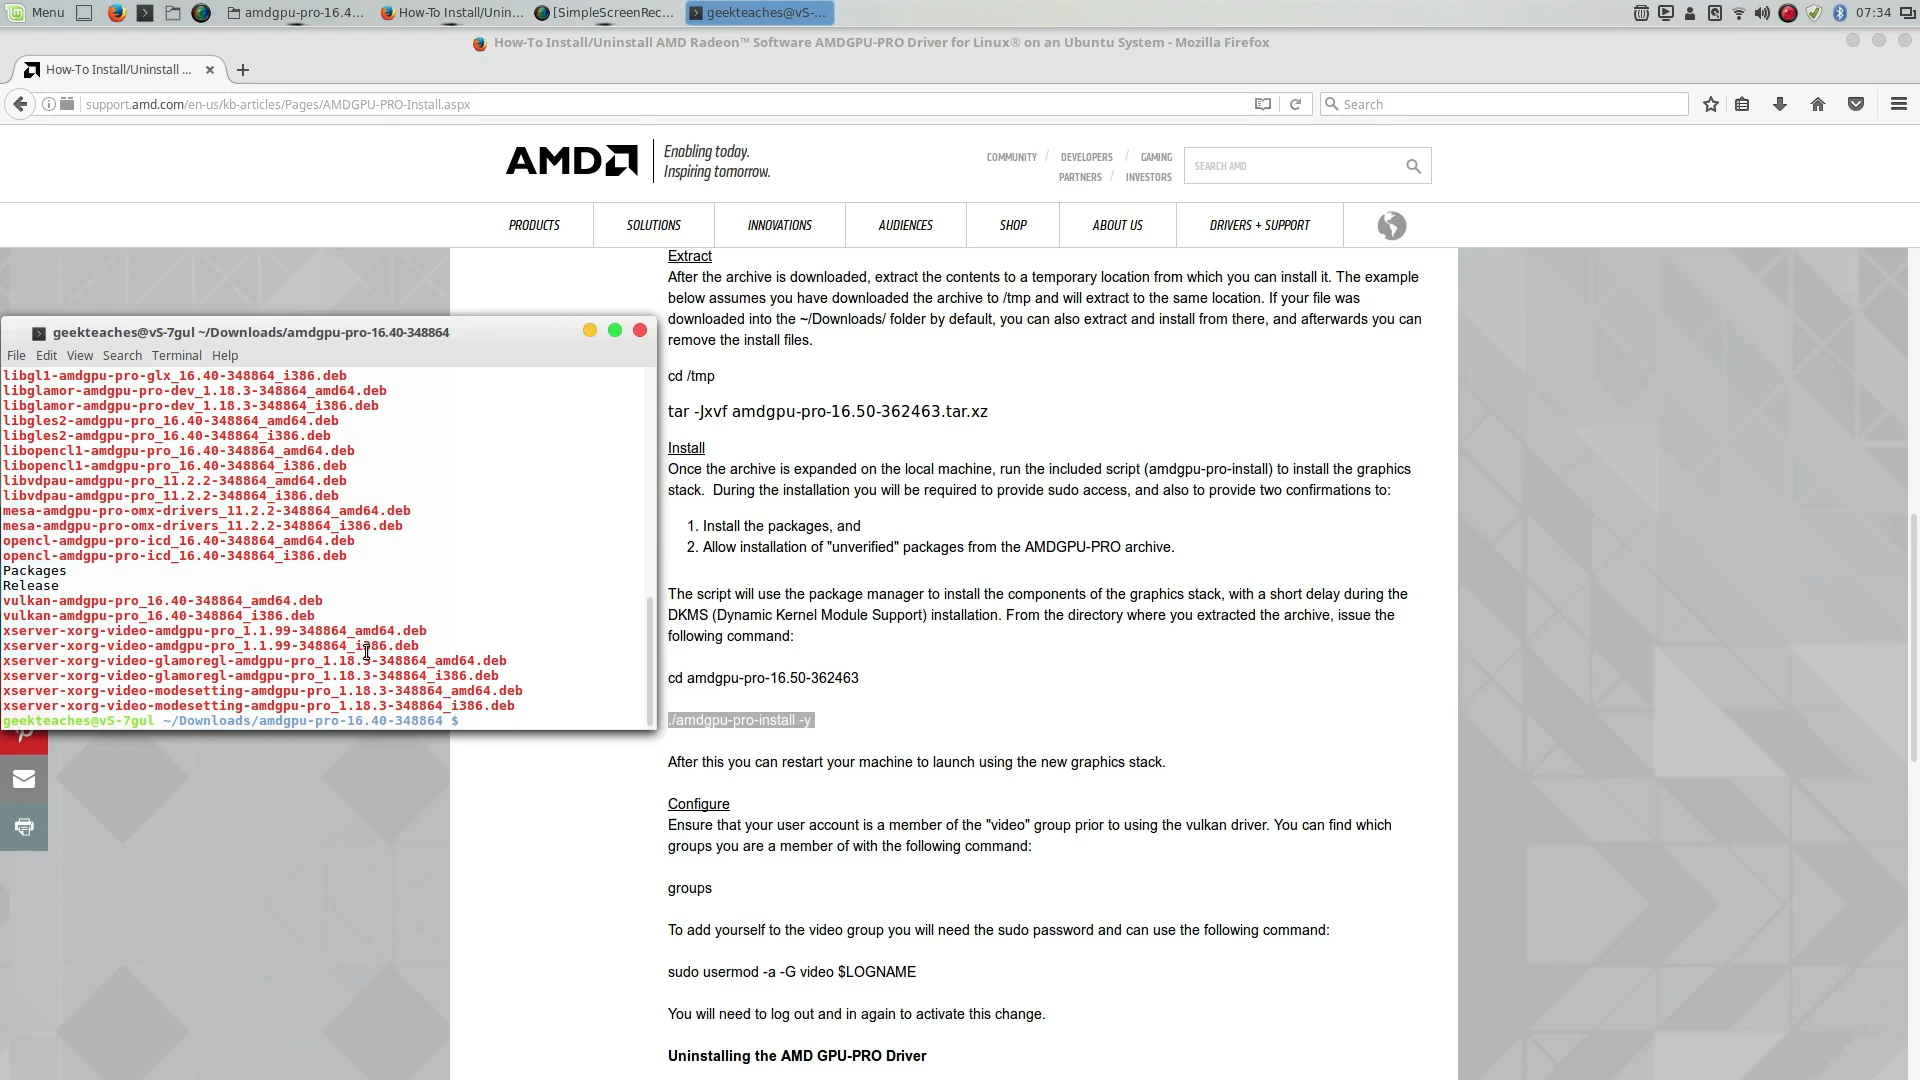 Menu
amdgpu-pro-16.4...
How-To Install/Unin...
[SimpleScreenRec...
geekteaches@vS-...
07:34
How-To Install/Uninstall AMD Radeon™ Software AMDGPU-PRO Driver for Linux® on an Ubuntu System - Mozilla Firefox
How-To Install/Uninstall ...
support.amd.com/en-us/kb-articles/Pages/AMDGPU-PRO-Install.aspx
Search
AMD
Enabling today.
Inspiring tomorrow.
COMMUNITY / DEVELOPERS / GAMING
PARTNERS / INVESTORS
SEARCH AMD
PRODUCTS
SOLUTIONS
INNOVATIONS
AUDIENCES
SHOP
ABOUT US
DRIVERS + SUPPORT
Extract
After the archive is downloaded, extract the contents to a temporary location from which you can install it. The example
below assumes you have downloaded the archive to /tmp and will extract to the same location. If your file was
downloaded into the ~/Downloads/ folder by default, you can also extract and install from there, and afterwards you can
remove the install files.
cd /tmp
tar -Jxvf amdgpu-pro-16.50-362463.tar.xz
Install
Once the archive is expanded on the local machine, run the included script (amdgpu-pro-install) to install the graphics
stack.  During the installation you will be required to provide sudo access, and also to provide two confirmations to:
1. Install the packages, and
2. Allow installation of "unverified" packages from the AMDGPU-PRO archive.
The script will use the package manager to install the components of the graphics stack, with a short delay during the
DKMS (Dynamic Kernel Module Support) installation. From the directory where you extracted the archive, issue the
following command:
cd amdgpu-pro-16.50-362463
./amdgpu-pro-install -y
After this you can restart your machine to launch using the new graphics stack.
Configure
Ensure that your user account is a member of the "video" group prior to using the vulkan driver. You can find which
groups you are a member of with the following command:
groups
To add yourself to the video group you will need the sudo password and can use the following command:
sudo usermod -a -G video $LOGNAME
You will need to log out and in again to activate this change.
Uninstalling the AMD GPU-PRO Driver
geekteaches@vS-7gul ~/Downloads/amdgpu-pro-16.40-348864
File Edit View Search Terminal Help
libgl1-amdgpu-pro-glx_16.40-348864_i386.deb
libglamor-amdgpu-pro-dev_1.18.3-348864_amd64.deb
libglamor-amdgpu-pro-dev_1.18.3-348864_i386.deb
libgles2-amdgpu-pro_16.40-348864_amd64.deb
libgles2-amdgpu-pro_16.40-348864_i386.deb
libopencl1-amdgpu-pro_16.40-348864_amd64.deb
libopencl1-amdgpu-pro_16.40-348864_i386.deb
libvdpau-amdgpu-pro_11.2.2-348864_amd64.deb
libvdpau-amdgpu-pro_11.2.2-348864_i386.deb
mesa-amdgpu-pro-omx-drivers_11.2.2-348864_amd64.deb
mesa-amdgpu-pro-omx-drivers_11.2.2-348864_i386.deb
opencl-amdgpu-pro-icd_16.40-348864_amd64.deb
opencl-amdgpu-pro-icd_16.40-348864_i386.deb
Packages
Release
vulkan-amdgpu-pro_16.40-348864_amd64.deb
vulkan-amdgpu-pro_16.40-348864_i386.deb
xserver-xorg-video-amdgpu-pro_1.1.99-348864_amd64.deb
xserver-xorg-video-amdgpu-pro_1.1.99-348864_i386.deb
xserver-xorg-video-glamoregl-amdgpu-pro_1.18.3-348864_amd64.deb
xserver-xorg-video-glamoregl-amdgpu-pro_1.18.3-348864_i386.deb
xserver-xorg-video-modesetting-amdgpu-pro_1.18.3-348864_amd64.deb
xserver-xorg-video-modesetting-amdgpu-pro_1.18.3-348864_i386.deb
geekteaches@vS-7gul ~/Downloads/amdgpu-pro-16.40-348864 $